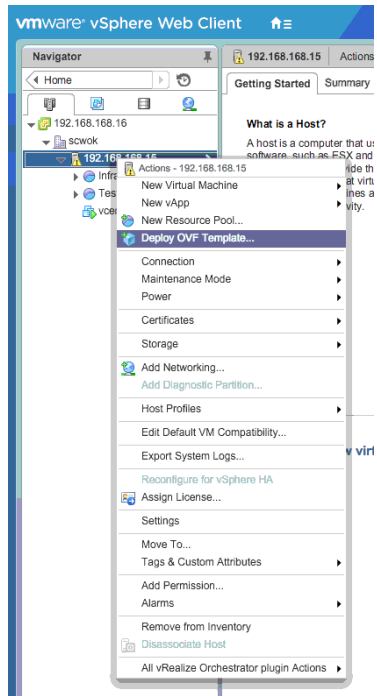 vmware® vSphere Web Client
Navigator
192.168.168.15 Actions
Home
Getting Started Summary
192.168.168.16
scwok
What is a Host?
A host is a computer that us
software, such as ESX and
Infra
Tes
vce
Actions - 192.168.168.15
New Virtual Machine
New vApp
New Resource Pool...
Deploy OVF Template...
Connection
Maintenance Mode
Power
Certificates
Storage
Add Networking...
Add Diagnostic Partition...
Host Profiles
Edit Default VM Compatibility...
Export System Logs...
Reconfigure for vSphere HA
Assign License...
Settings
Move To...
Tags & Custom Attributes
Add Permission...
Alarms
Remove from Inventory
Disassociate Host
All vRealize Orchestrator plugin Actions